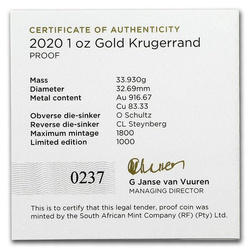 CERTIFICATE OF AUTHENTICITY
2020 1 oz Gold Krugerrand
PROOF
Mass 33.930g
Diameter 32.69mm
Metal content Au 916.67
Cu 83.33
Obverse die-sinker O Schultz
Reverse die-sinker CL Steynberg
Maximum mintage 1800
Limited edition 1000
0237
G Janse van Vuuren
MANAGING DIRECTOR
This is to certify that this legal tender, proof coin was
minted by the South African Mint Company (RF) (Pty) Ltd.